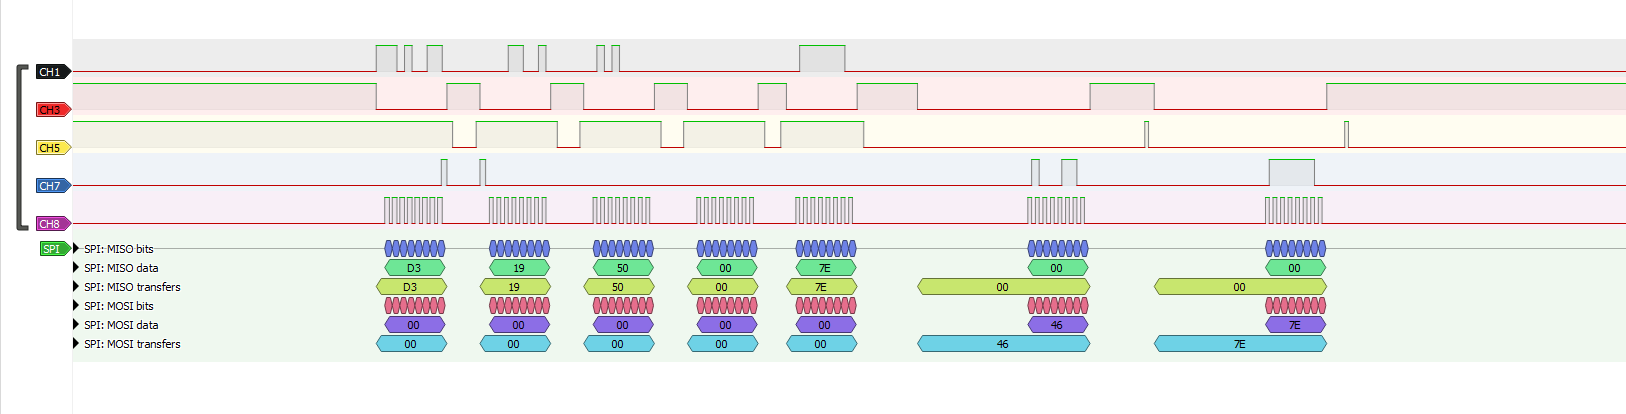 CH1
CH3
CH5
CH7
CH8
SPI SPI: MISO bits
SPI: MISO data D3 19 50 00 7E 00 00
SPI: MISO transfers D3 19 50 00 7E 00 00
SPI: MOSI bits
SPI: MOSI data 00 00 00 00 00 46 7E
SPI: MOSI transfers 00 00 00 00 00 46 7E